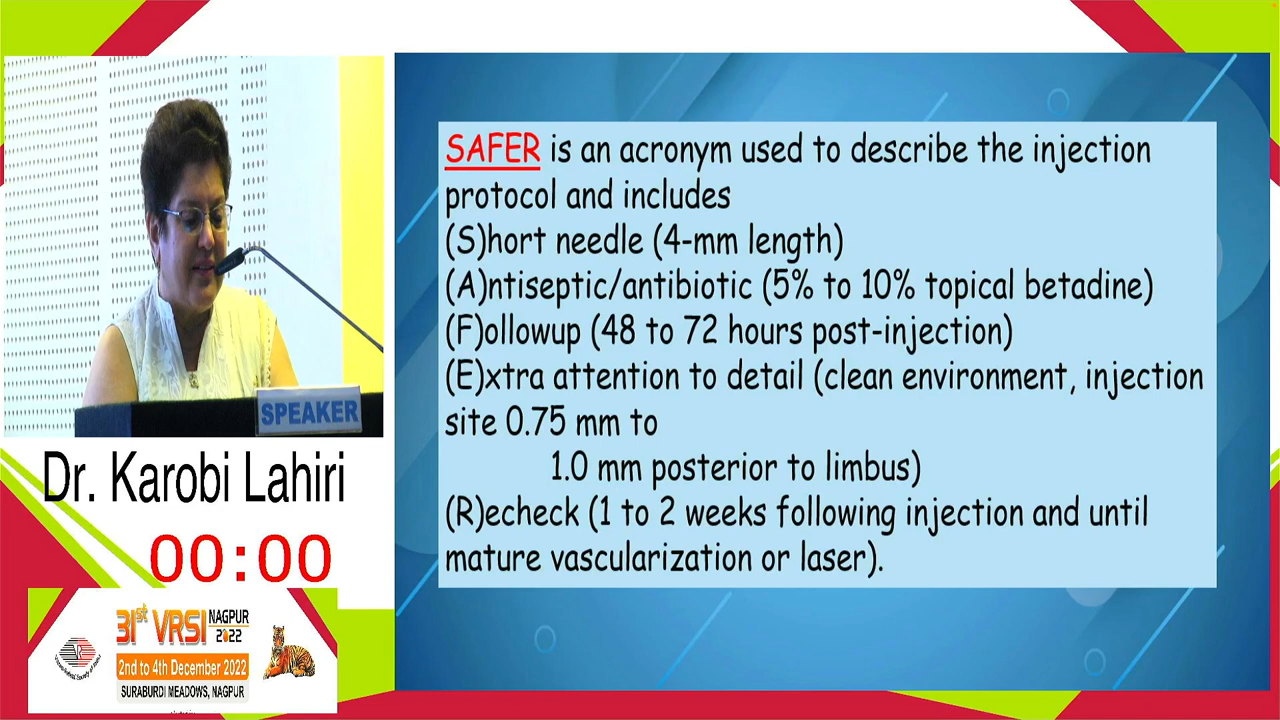 SAFER is an acronym used to describe the injection
protocol and includes
(S)hort needle (4-mm length)
(A)ntiseptic/antibiotic (5% to 10% topical betadine)
(F)ollowup (48 to 72 hours post-injection)
(E)xtra attention to detail (clean environment, injection
site 0.75 mm to
1.0 mm posterior to limbus)
(R)echeck (1 to 2 weeks following injection and until
mature vascularization or laser).
SPEAKER
Dr. Karobi Lahiri
00:00
31st VRSI NAGPUR
2022
2nd to 4th December 2022
SURABURDI MEADOWS, NAGPUR